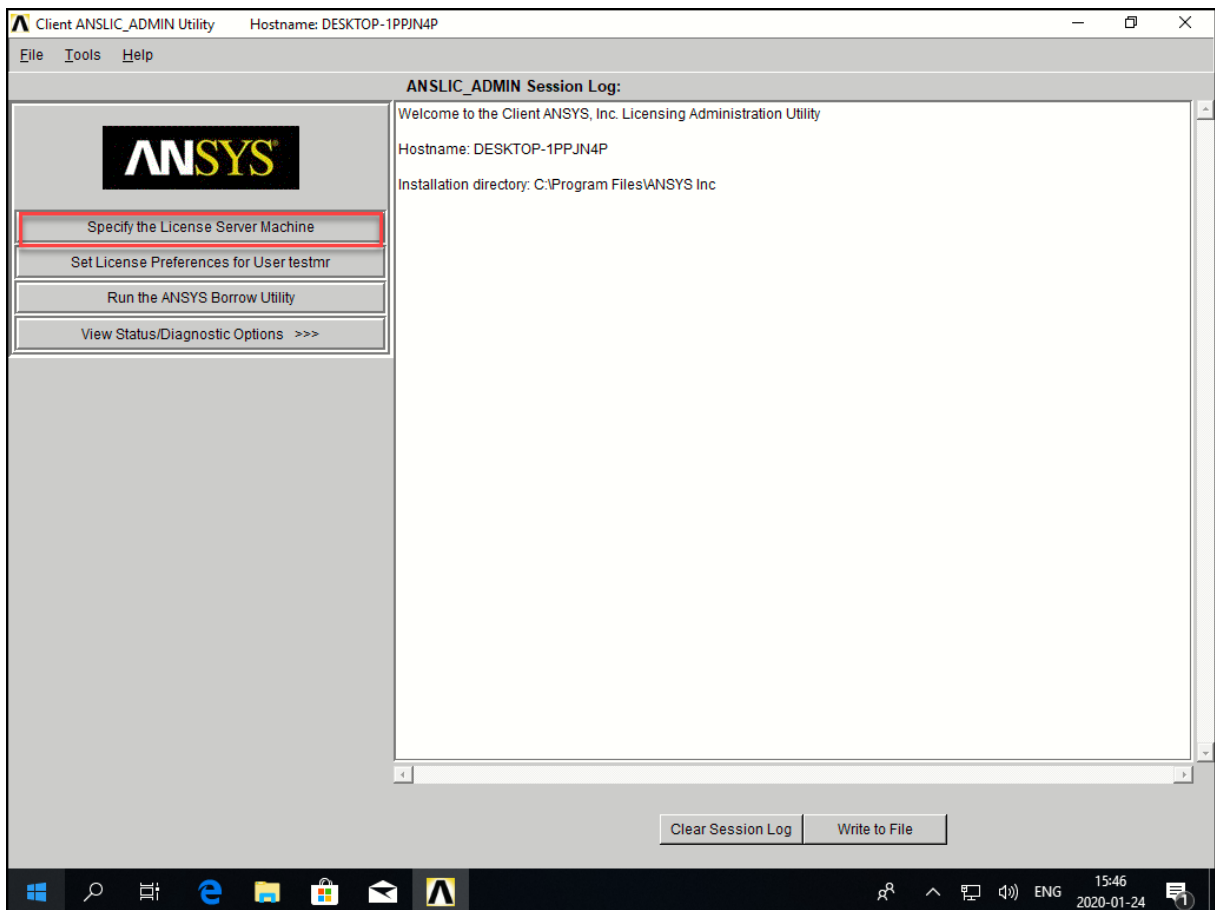 Client ANSLIC_ADMIN Utility Hostname: DESKTOP-1PPJN4P
File Tools Help
ANSLIC_ADMIN Session Log:
ANSYS
Specify the License Server Machine
Set License Preferences for User testmr
Run the ANSYS Borrow Utility
View Status/Diagnostic Options >>>
Welcome to the Client ANSYS, Inc. Licensing Administration Utility
Hostname: DESKTOP-1PPJN4P
Installation directory: C:\Program Files\ANSYS Inc
Clear Session Log Write to File
ENG
15:46
2020-01-24
1